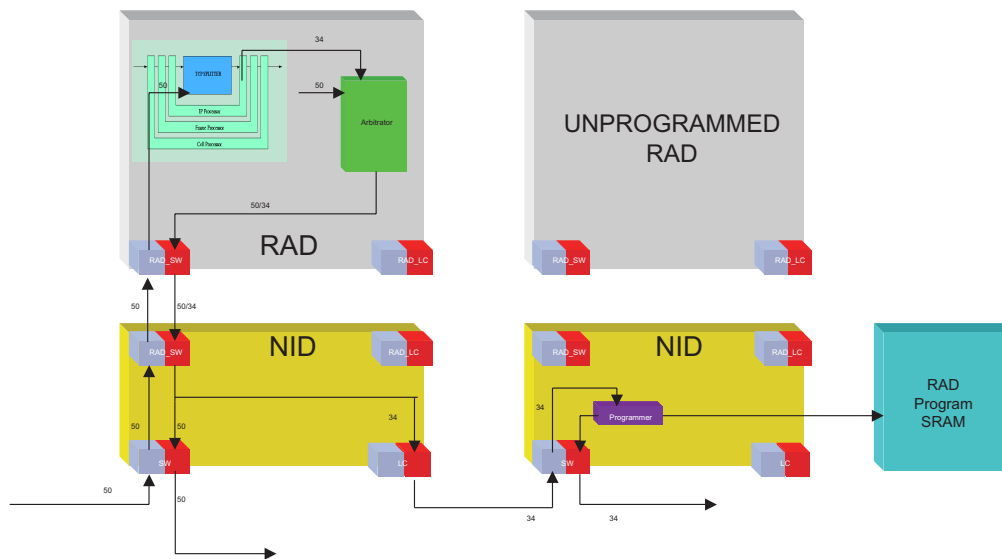 34
TCP SPLITTER
50
50
IP Processor
Frame Processor
Cell Processor
Arbitrator
50/34
RAD
RAD_SW
RAD_LC
UNPROGRAMMED
RAD
RAD_SW
RAD_LC
50
50/34
NID
RAD_SW
RAD_LC
34
50
50
SW
LC
50
50
NID
RAD_SW
RAD_LC
34
Programmer
SW
LC
34
34
RAD
Program
SRAM